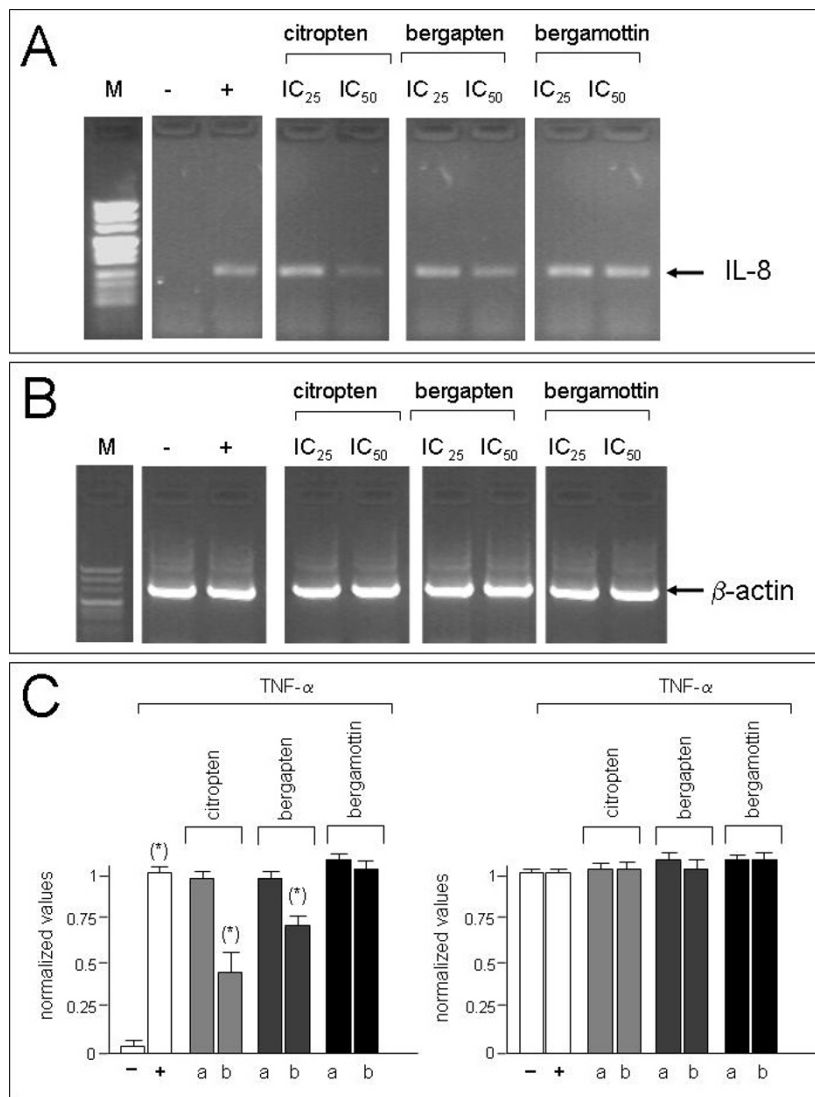 A
citropten bergapten bergamottin
M - + IC25 IC50 IC25 IC50 IC25 IC50
IL-8
B
citropten bergapten bergamottin
M - + IC25 IC50 IC25 IC50 IC25 IC50
β-actin
C
TNF-α
citropten
bergapten
bergamottin
(*)
(*)
(*)
normalized values
1
0.75
0.5
0.25
0
− + a b a b a b
TNF-α
citropten
bergapten
bergamottin
normalized values
1
0.75
0.5
0.25
0
− + a b a b a b